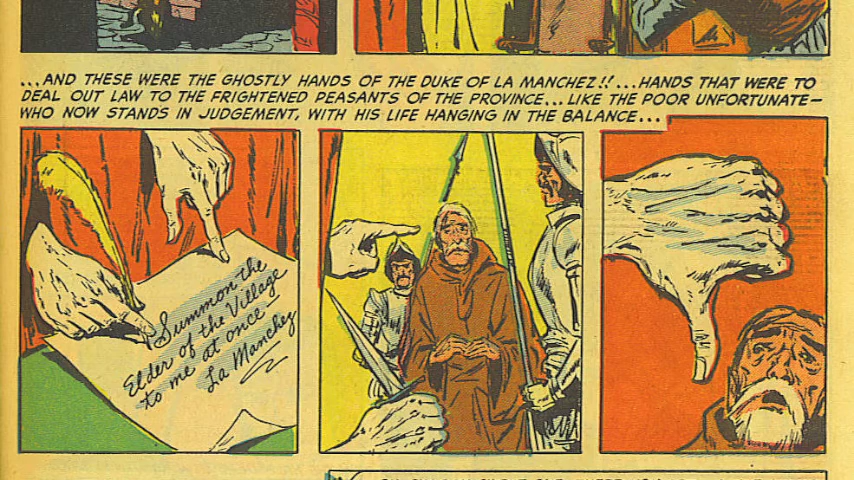 ...AND THESE WERE THE GHOSTLY HANDS OF THE DUKE OF LA MANCHEZ!!...HANDS THAT WERE TO
DEAL OUT LAW TO THE FRIGHTENED PEASANTS OF THE PROVINCE...LIKE THE POOR UNFORTUNATE—
WHO NOW STANDS IN JUDGEMENT, WITH HIS LIFE HANGING IN THE BALANCE...
Summon the
Elder of the Village
to me at once
La Manchez